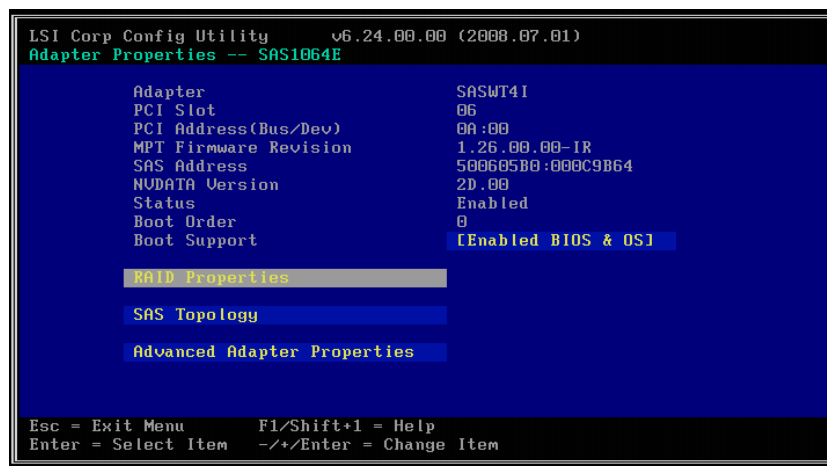 LSI Corp Config Utility v6.24.00.00 (2008.07.01)
Adapter Properties -- SAS1064E
Adapter SASWT4I
PCI Slot 06
PCI Address(Bus/Dev) 0A:00
MPT Firmware Revision 1.26.00.00-IR
SAS Address 500605B0:000C9B64
NVDATA Version 2D.00
Status Enabled
Boot Order 0
Boot Support [Enabled BIOS & OS]
RAID Properties
SAS Topology
Advanced Adapter Properties
Esc = Exit Menu F1/Shift+1 = Help
Enter = Select Item -/+/Enter = Change Item